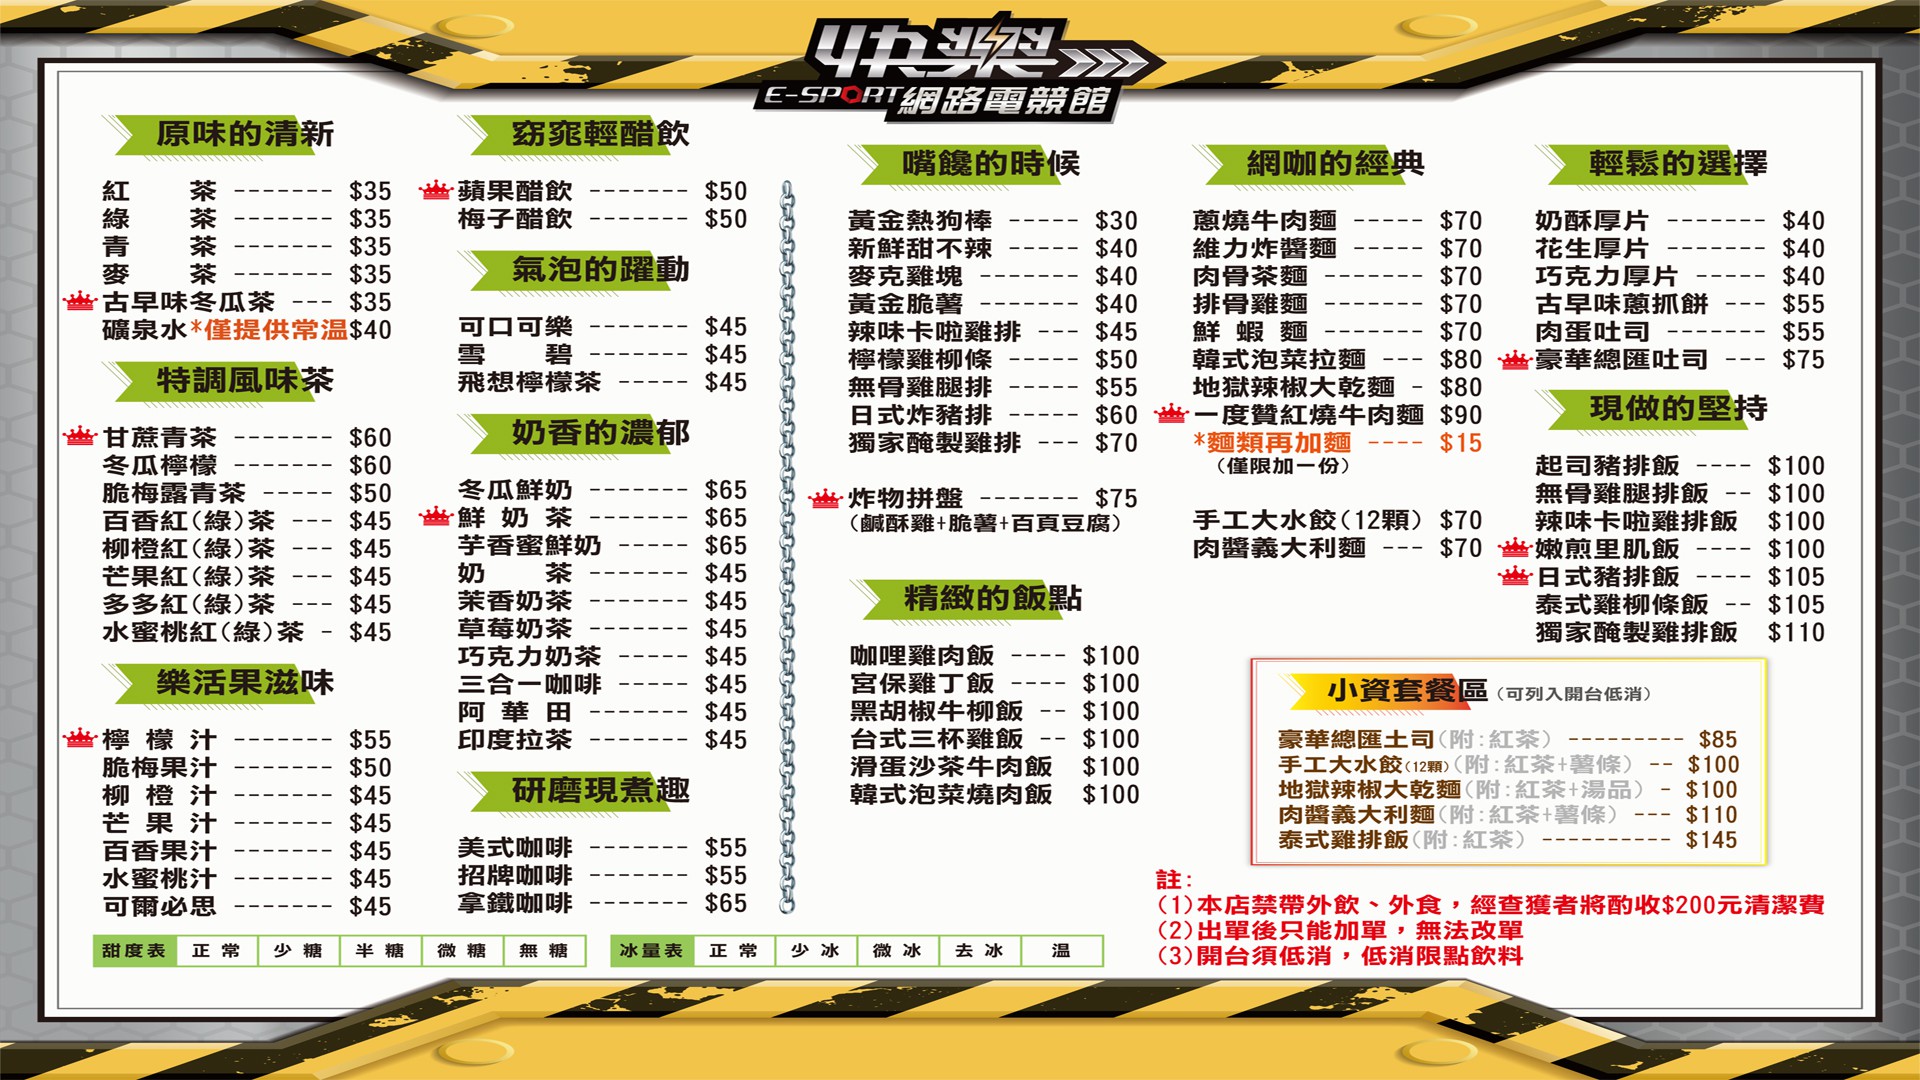 快樂
E-SPORT網路電競館
原味的清新
紅茶 ------- $35
綠茶 ------- $35
青茶 ------- $35
麥茶 ------- $35
古早味冬瓜茶 --- $35
礦泉水*僅提供常溫$40
特調風味茶
甘蔗青茶 ------- $60
冬瓜檸檬 ------- $60
脆梅露青茶 ------ $50
百香紅(綠)茶 --- $45
柳橙紅(綠)茶 --- $45
芒果紅(綠)茶 --- $45
多多紅(綠)茶 --- $45
水蜜桃紅(綠)茶 - $45
樂活果滋味
檸檬汁 ------- $55
脆梅果汁 ------- $50
柳橙汁 ------- $45
芒果汁 ------- $45
百香果汁 ------- $45
水蜜桃汁 ------- $45
可爾必思 ------- $45
窈窕輕醋飲
蘋果醋飲 ------- $50
梅子醋飲 ------- $50
氣泡的躍動
可口可樂 ------- $45
雪碧 ------- $45
飛想檸檬茶 ----- $45
奶香的濃郁
冬瓜鮮奶 ------- $65
鮮奶茶 ------- $65
芋香蜜鮮奶 ----- $65
奶茶 ------- $45
茉香奶茶 ------- $45
草莓奶茶 ------- $45
巧克力奶茶 ----- $45
三合一咖啡 ----- $45
阿華田 ------- $45
印度拉茶 ------- $45
研磨現煮趣
美式咖啡 ------- $55
招牌咖啡 ------- $55
拿鐵咖啡 ------- $65
嘴饞的時候
黃金熱狗棒 ----- $30
新鮮甜不辣 ----- $40
麥克雞塊 ------- $40
黃金脆薯 ------- $40
辣味卡啦雞排 --- $45
檸檬雞柳條 ----- $50
無骨雞腿排 ----- $55
日式炸豬排 ----- $60
獨家醃製雞排 --- $70
炸物拼盤 ------- $75
(鹹酥雞+脆薯+百頁豆腐)
精緻的飯點
咖哩雞肉飯 ---- $100
宮保雞丁飯 ---- $100
黑胡椒牛柳飯 -- $100
台式三杯雞飯 -- $100
滑蛋沙茶牛肉飯 $100
韓式泡菜燒肉飯 $100
網咖的經典
蔥燒牛肉麵 ----- $70
維力炸醬麵 ----- $70
肉骨茶麵 ------- $70
排骨雞麵 ------- $70
鮮蝦麵 ------- $70
韓式泡菜拉麵 --- $80
地獄辣椒大乾麵 - $80
一度贊紅燒牛肉麵 $90
*麵類再加麵 ---- $15
(僅限加一份)
手工大水餃(12顆) $70
肉醬義大利麵 --- $70
輕鬆的選擇
奶酥厚片 ------- $40
花生厚片 ------- $40
巧克力厚片 ----- $40
古早味蔥抓餅 --- $55
肉蛋吐司 ------- $55
豪華總匯吐司 --- $75
現做的堅持
起司豬排飯 ---- $100
無骨雞腿排飯 -- $100
辣味卡啦雞排飯 $100
嫩煎里肌飯 ---- $100
日式豬排飯 ---- $105
泰式雞柳條飯 -- $105
獨家醃製雞排飯 $110
小資套餐區(可列入開台低消)
豪華總匯土司(附:紅茶) --------- $85
手工大水餃(12顆)(附:紅茶+薯條) -- $100
地獄辣椒大乾麵(附:紅茶+湯品) - $100
肉醬義大利麵(附:紅茶+薯條) --- $110
泰式雞排飯(附:紅茶) ---------- $145
註:
(1)本店禁帶外飲、外食，經查獲者將酌收$200元清潔費
(2)出單後只能加單，無法改單
(3)開台須低消，低消限點飲料
甜度表 正常 少糖 半糖 微糖 無糖
冰量表 正常 少冰 微冰 去冰 溫